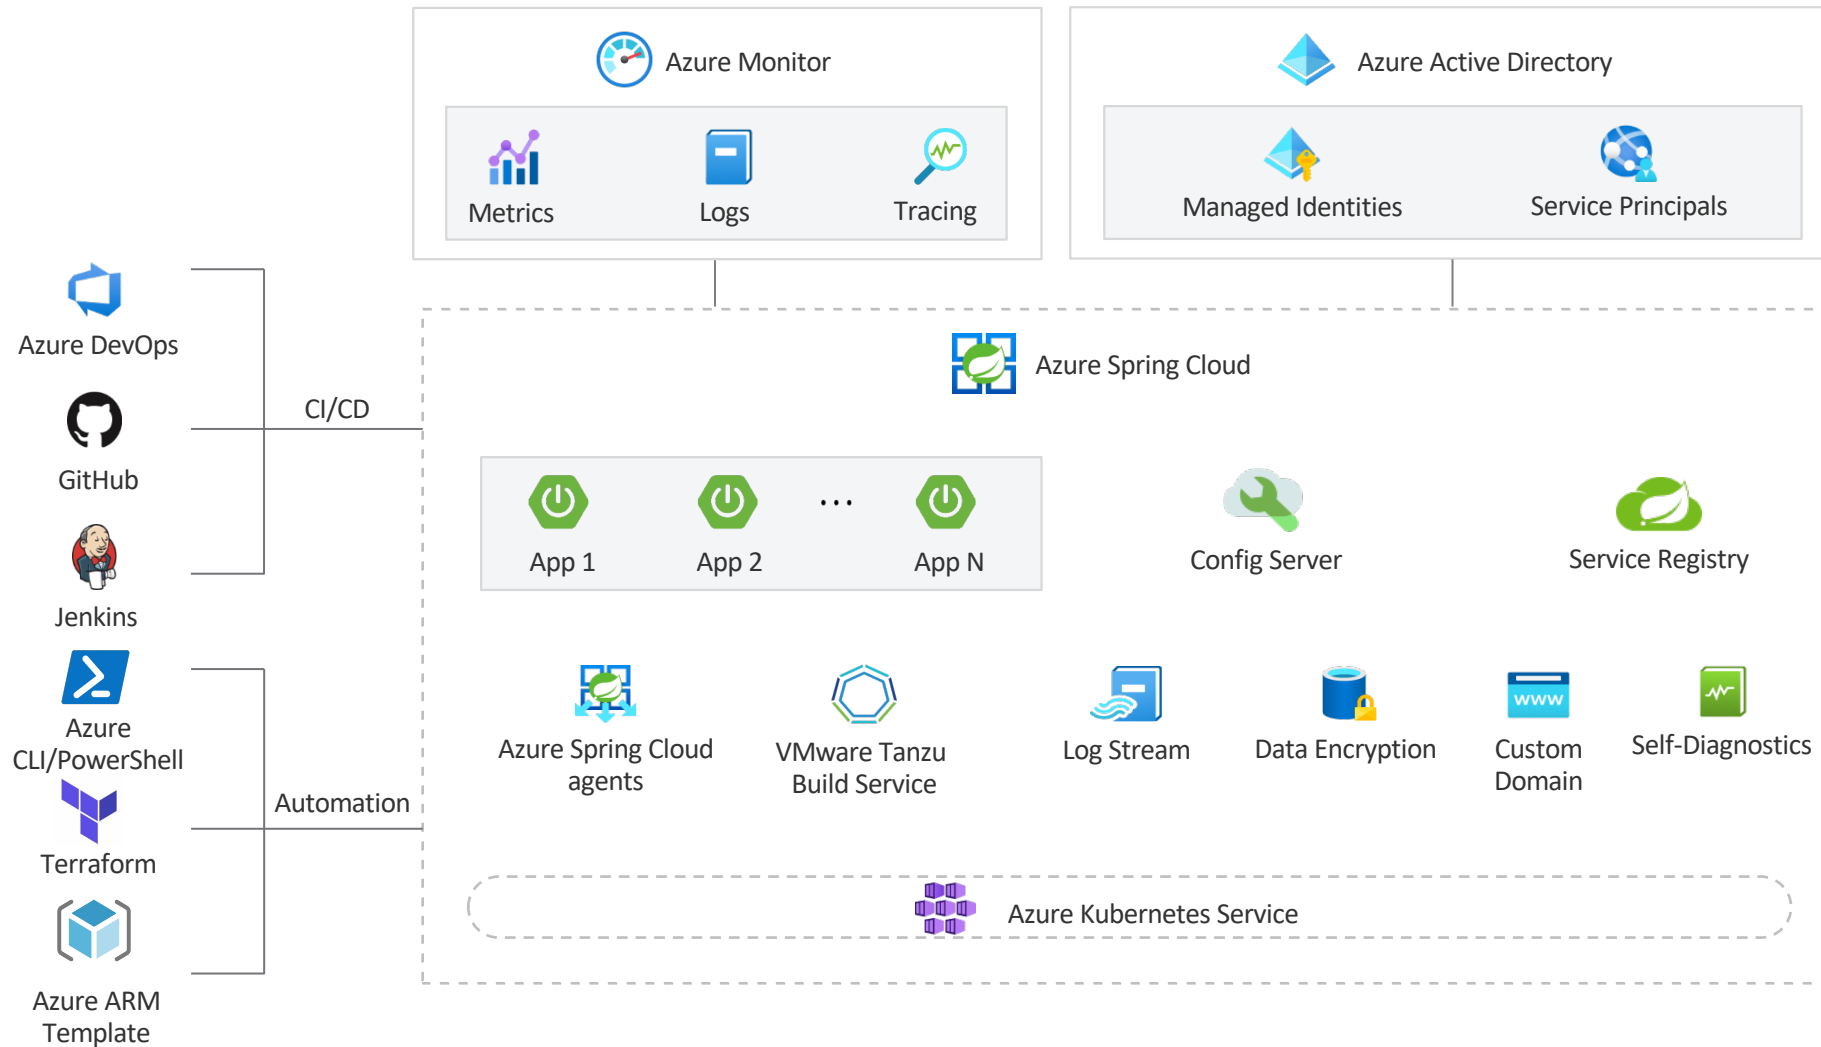 Azure Monitor
Metrics
Logs
Tracing
Azure Active Directory
Managed Identities
Service Principals
Azure DevOps
GitHub
Jenkins
CI/CD
Azure
CLI/PowerShell
Terraform
Azure ARM
Template
Automation
Azure Spring Cloud
App 1
App 2
...
App N
Config Server
Service Registry
Azure Spring Cloud
agents
VMware Tanzu
Build Service
Log Stream
Data Encryption
www
Custom
Domain
Self-Diagnostics
Azure Kubernetes Service